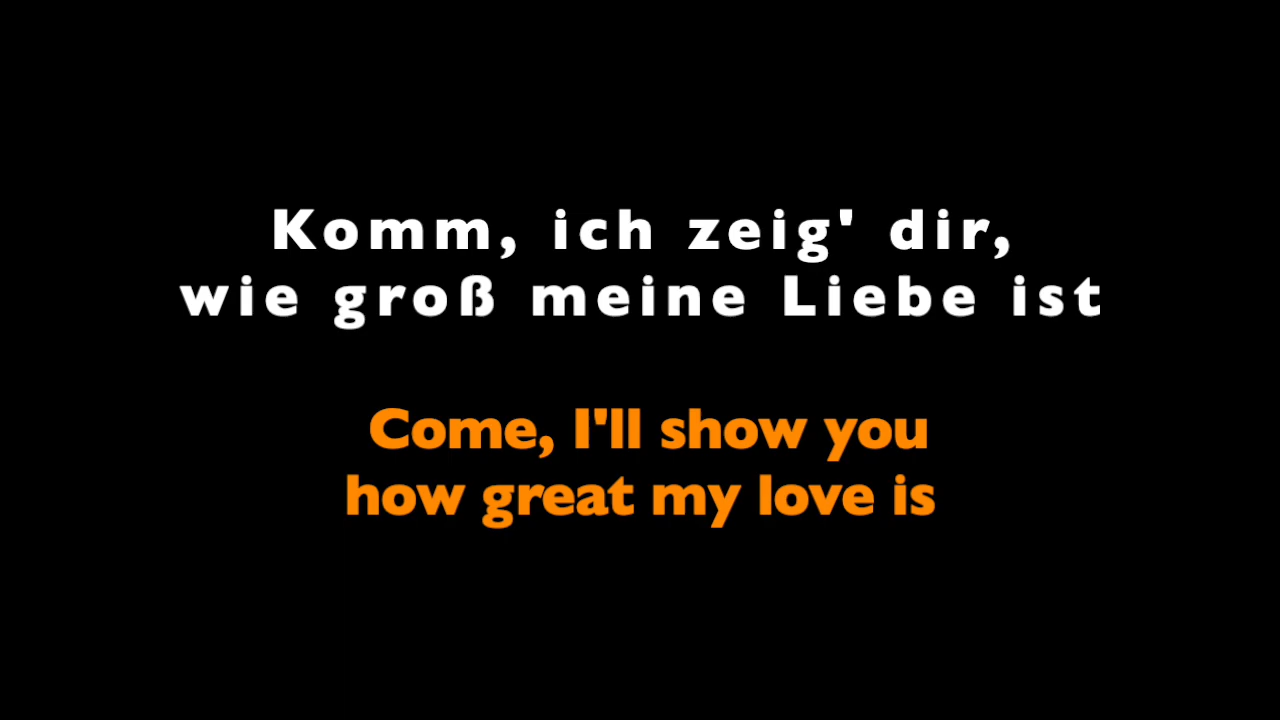 Komm, ich zeig' dir,
wie groß meine Liebe ist
Come, I'll show you
how great my love is